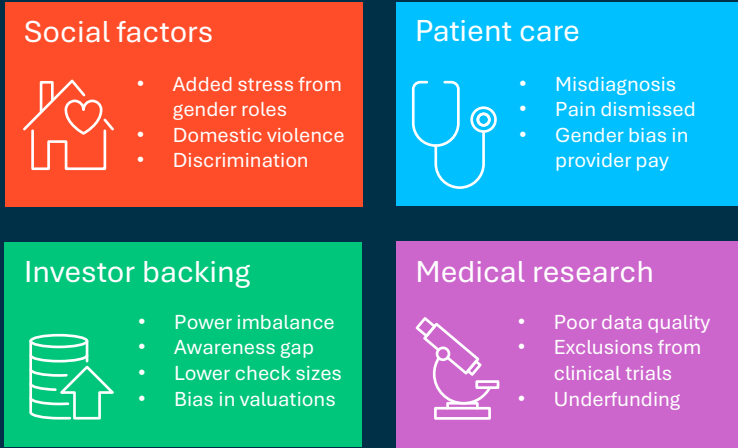 Social factors
• Added stress from
gender roles
• Domestic violence
• Discrimination
Patient care
• Misdiagnosis
• Pain dismissed
• Gender bias in
provider pay
Investor backing
• Power imbalance
• Awareness gap
• Lower check sizes
• Bias in valuations
Medical research
• Poor data quality
• Exclusions from
clinical trials
• Underfunding